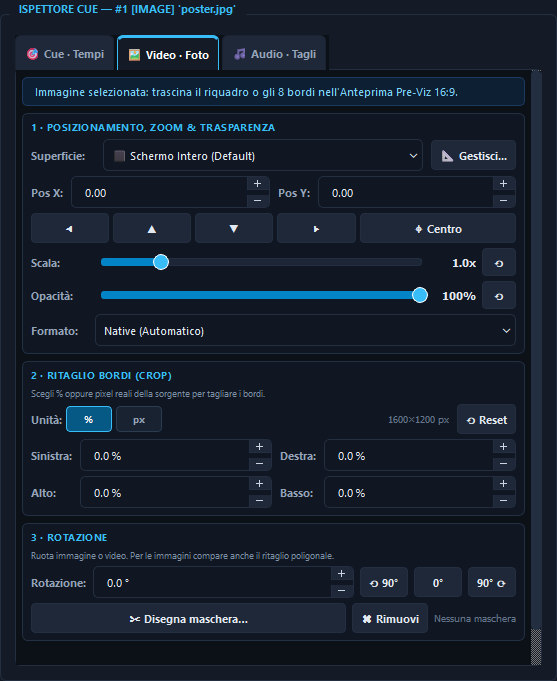 ISPETTORE CUE — #1 [IMAGE] 'poster.jpg'
Cue · Tempi
Video · Foto
Audio · Tagli
Immagine selezionata: trascina il riquadro o gli 8 bordi nell'Anteprima Pre-Viz 16:9.
1 · POSIZIONAMENTO, ZOOM & TRASPARENZA
Superficie: Schermo Intero (Default) Gestisci...
Pos X: 0.00 + − Pos Y: 0.00 + −
Centro
Scala: 1.0x
Opacità: 100%
Formato: Native (Automatico)
2 · RITAGLIO BORDI (CROP)
Scegli % oppure pixel reali della sorgente per tagliare i bordi.
Unità: % px 1600×1200 px Reset
Sinistra: 0.0 % + − Destra: 0.0 % + −
Alto: 0.0 % + − Basso: 0.0 % + −
3 · ROTAZIONE
Ruota immagine o video. Per le immagini compare anche il ritaglio poligonale.
Rotazione: 0.0 ° + − ⟲ 90° 0° 90° ⟳
✂ Disegna maschera... ✖ Rimuovi Nessuna maschera